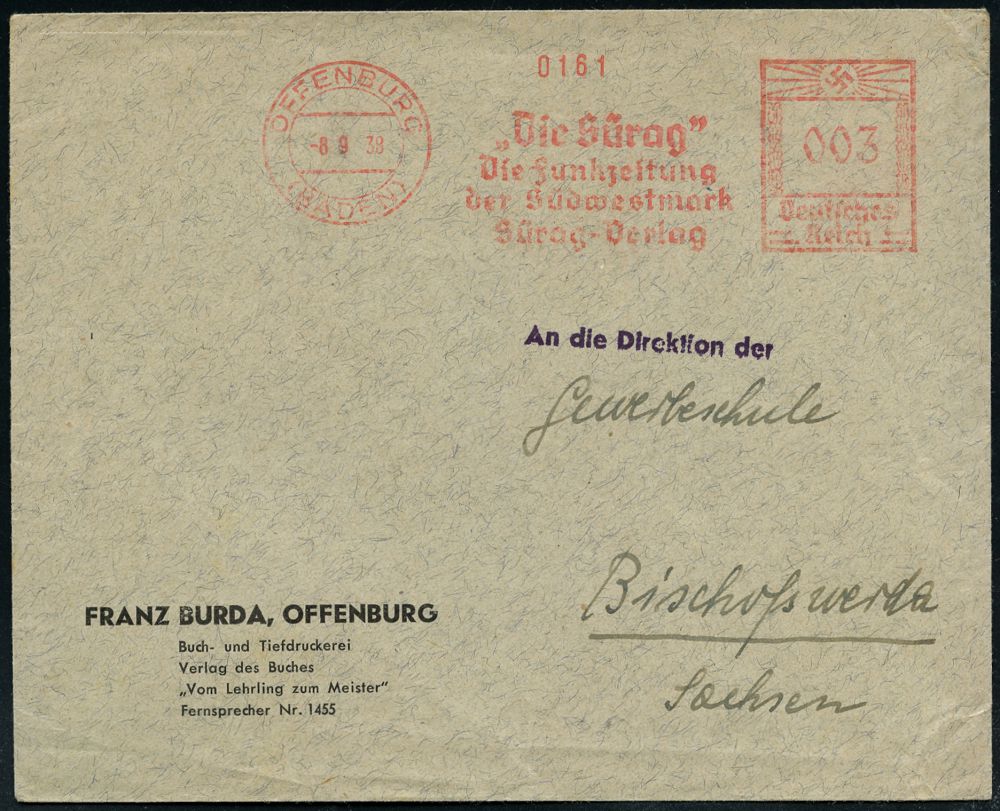 0161
OFFENBURG
-8 9 38
(BADEN)
„Die Sürag”
Die Funkzeitung
der Südwestmark
Sürag-Verlag
003
Deutsches
Reich
An die Direktion der
Gewerbeschule
Bischofswerda
Sachsen
FRANZ BURDA, OFFENBURG
Buch- und Tiefdruckerei
Verlag des Buches
„Vom Lehrling zum Meister“
Fernsprecher Nr. 1455